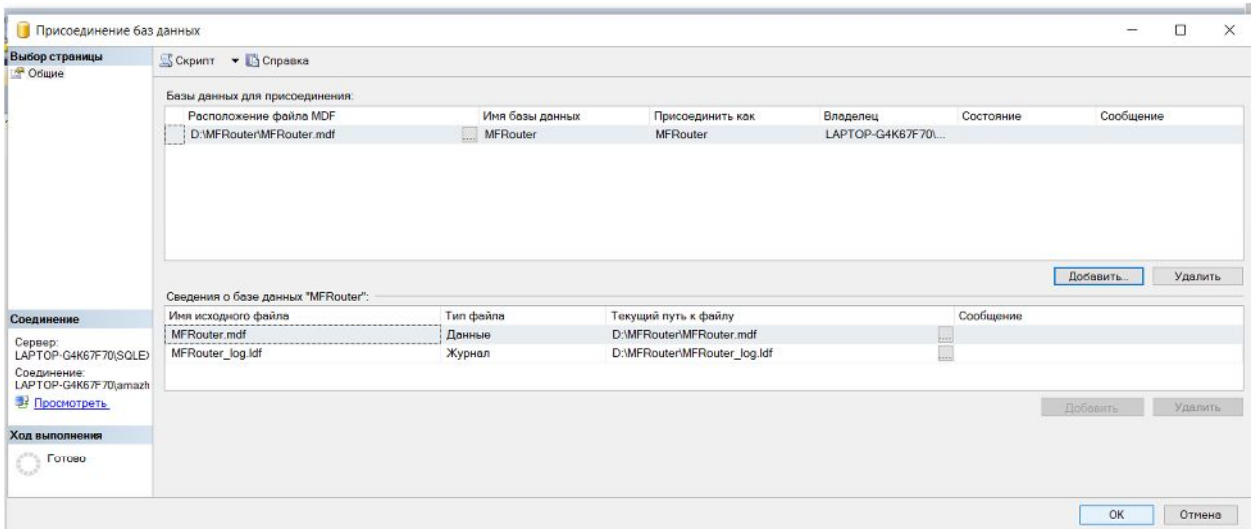 Присоединение баз данных
Выбор страницы
Общие
Скрипт Справка
Базы данных для присоединения:
Расположение файла MDF Имя базы данных Присоединить как Владелец Состояние Сообщение
D:\MFRouter\MFRouter.mdf ... MFRouter MFRouter LAPTOP-G4K67F70\...
Добавить... Удалить
Сведения о базе данных "MFRouter":
Имя исходного файла Тип файла Текущий путь к файлу Сообщение
MFRouter.mdf Данные D:\MFRouter\MFRouter.mdf ...
MFRouter_log.ldf Журнал D:\MFRouter\MFRouter_log.ldf ...
Добавить Удалить
Соединение
Сервер:
LAPTOP-G4K67F70\SQLEX
Соединение:
LAPTOP-G4K67F70\amazh
Просмотреть
Ход выполнения
Готово
OK Отмена